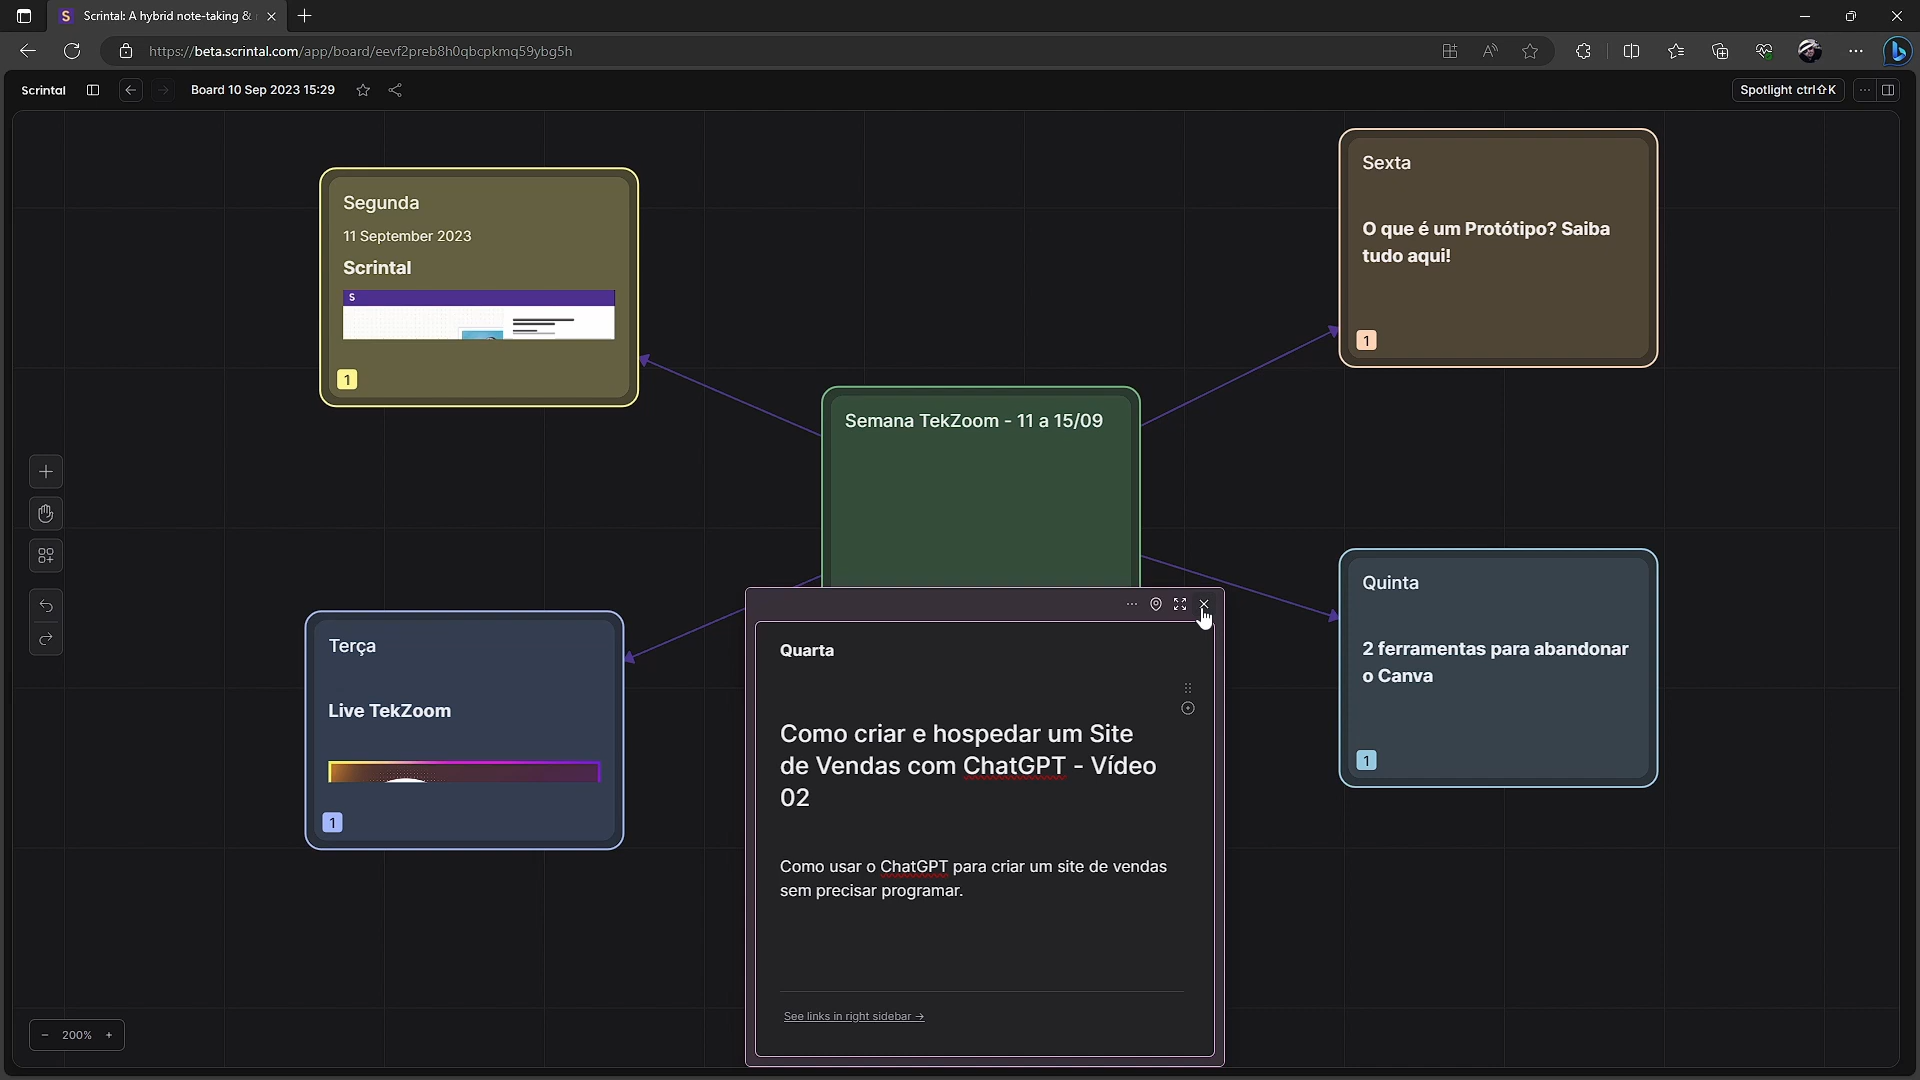 Scrintal: A hybrid note-taking &
https://beta.scrintal.com/app/board/eevf2preb8h0qbcpkmq59ybg5h
Scrintal
Board 10 Sep 2023 15:29
Spotlight ctrl⇧K
Segunda
11 September 2023
Scrintal
S
1
Sexta
O que é um Protótipo? Saiba
tudo aqui!
1
Semana TekZoom - 11 a 15/09
Terça
Live TekZoom
1
Quinta
2 ferramentas para abandonar
o Canva
1
Quarta
Como criar e hospedar um Site
de Vendas com ChatGPT - Vídeo
02
Como usar o ChatGPT para criar um site de vendas
sem precisar programar.
See links in right sidebar →
200%